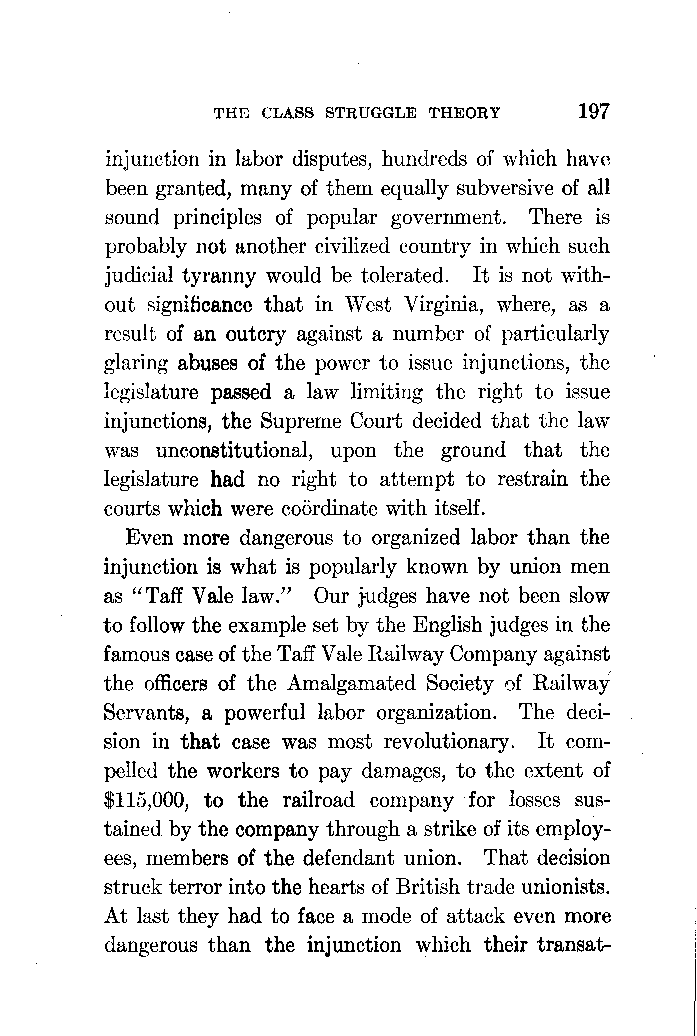 THE CLASS STRUGGLE THEORY 197
injunction in labor disputes, hundreds of which have
been granted, many of them equally subversive of all
sound principles of popular government. There is
probably not another civilized country in which such
judicial tyranny would be tolerated. It is not with-
out significance that in West Virginia, where, as a
result of an outcry against a number of particularly
glaring abuses of the power to issue injunctions, the
legislature passed a law limiting the right to issue
injunctions, the Supreme Court decided that the law
was unconstitutional, upon the ground that the
legislature had no right to attempt to restrain the
courts which were coördinate with itself.
Even more dangerous to organized labor than the
injunction is what is popularly known by union men
as "Taff Vale law." Our judges have not been slow
to follow the example set by the English judges in the
famous case of the Taff Vale Railway Company against
the officers of the Amalgamated Society of Railway
Servants, a powerful labor organization. The deci-
sion in that case was most revolutionary. It com-
pelled the workers to pay damages, to the extent of
$115,000, to the railroad company for losses sus-
tained by the company through a strike of its employ-
ees, members of the defendant union. That decision
struck terror into the hearts of British trade unionists.
At last they had to face a mode of attack even more
dangerous than the injunction which their transat-